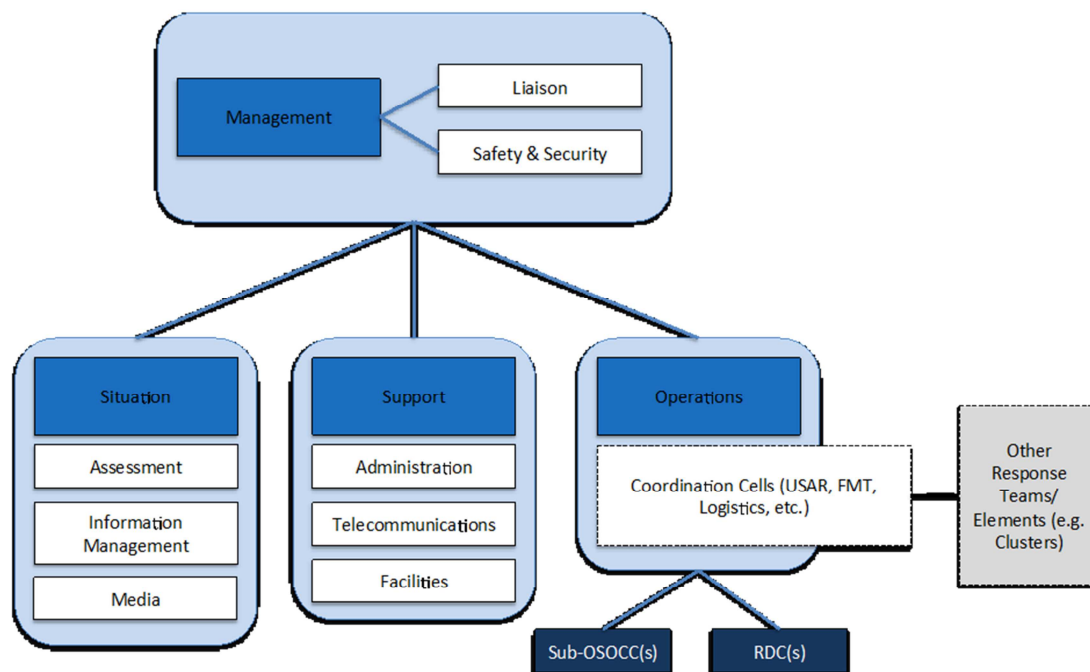 Management
Liaison
Safety & Security
Situation
Assessment
Information
Management
Media
Support
Administration
Telecommunications
Facilities
Operations
Coordination Cells (USAR, FMT,
Logistics, etc.)
Other
Response
Teams/
Elements (e.g.
Clusters)
Sub-OSOCC(s)
RDC(s)